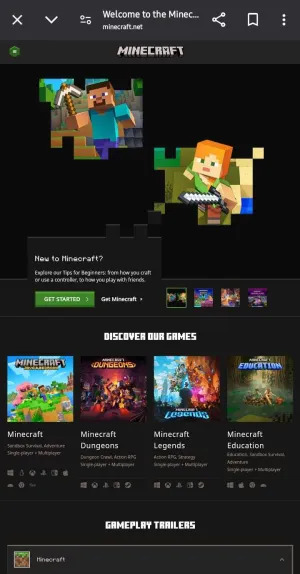 Welcome to the Minec...
minecraft.net
MINECRAFT
New to Minecraft?
Explore our Tips for Beginners: from how you craft
or use a controller, to how you play with friends.
GET STARTED
Get Minecraft
DISCOVER OUR GAMES
MINECRAFT
MINECRAFT
DUNGEONS
MINECRAFT
Legends
MINECRAFT
EDUCATION
Minecraft
Sandbox Survival, Adventure
Single-player + Multiplayer
Minecraft
Dungeons
Dungeon Crawl, Action RPG
Single-player + Multiplayer
Minecraft
Legends
Action RPG, Strategy
Single-player + Multiplayer
Minecraft
Education
Education, Sandbox Survival,
Adventure
Single-player + Multiplayer
GAMEPLAY TRAILERS
Minecraft